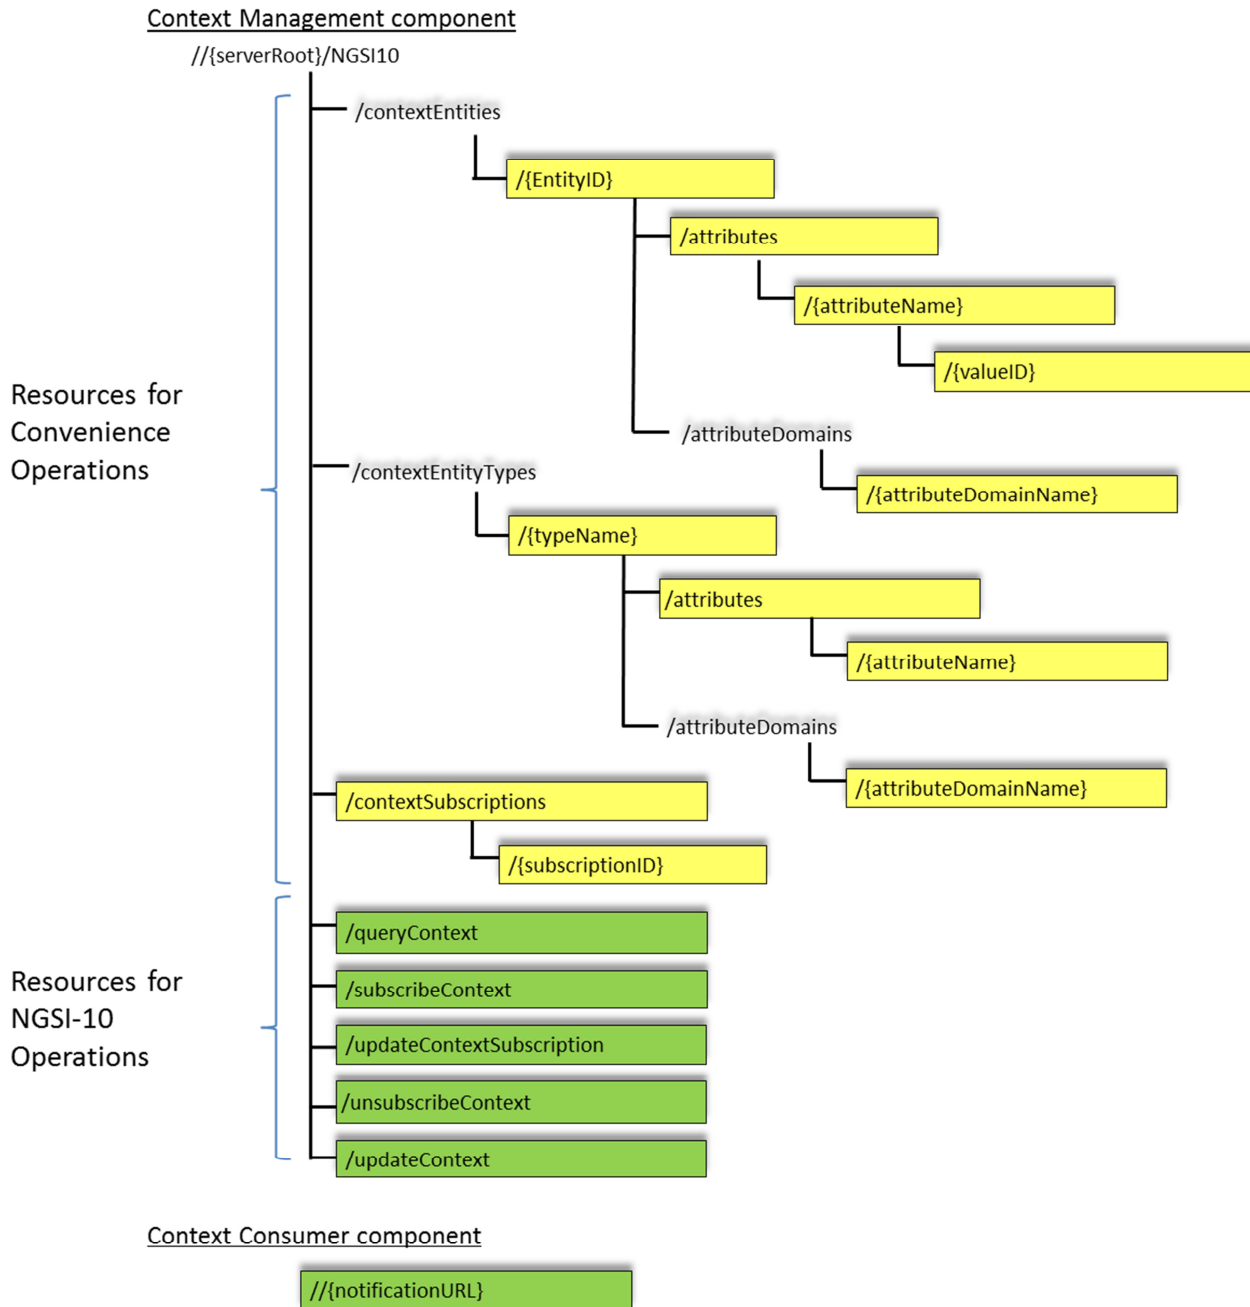 Context Management component
//{serverRoot}/NGSI10
/contextEntities
/{EntityID}
/attributes
/{attributeName}
/{valueID}
/attributeDomains
/{attributeDomainName}
Resources for
Convenience
Operations
/contextEntityTypes
/{typeName}
/attributes
/{attributeName}
/attributeDomains
/{attributeDomainName}
/contextSubscriptions
/{subscriptionID}
Resources for
NGSI-10
Operations
/queryContext
/subscribeContext
/updateContextSubscription
/unsubscribeContext
/updateContext
Context Consumer component
//{notificationURL}